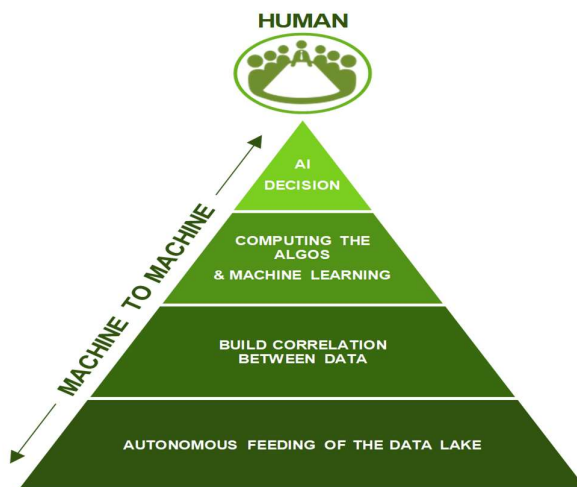 HUMAN
i
AI
DECISION
COMPUTING THE
ALGOS
& MACHINE LEARNING
MACHINE TO MACHINE
BUILD CORRELATION
BETWEEN DATA
AUTONOMOUS FEEDING OF THE DATA LAKE